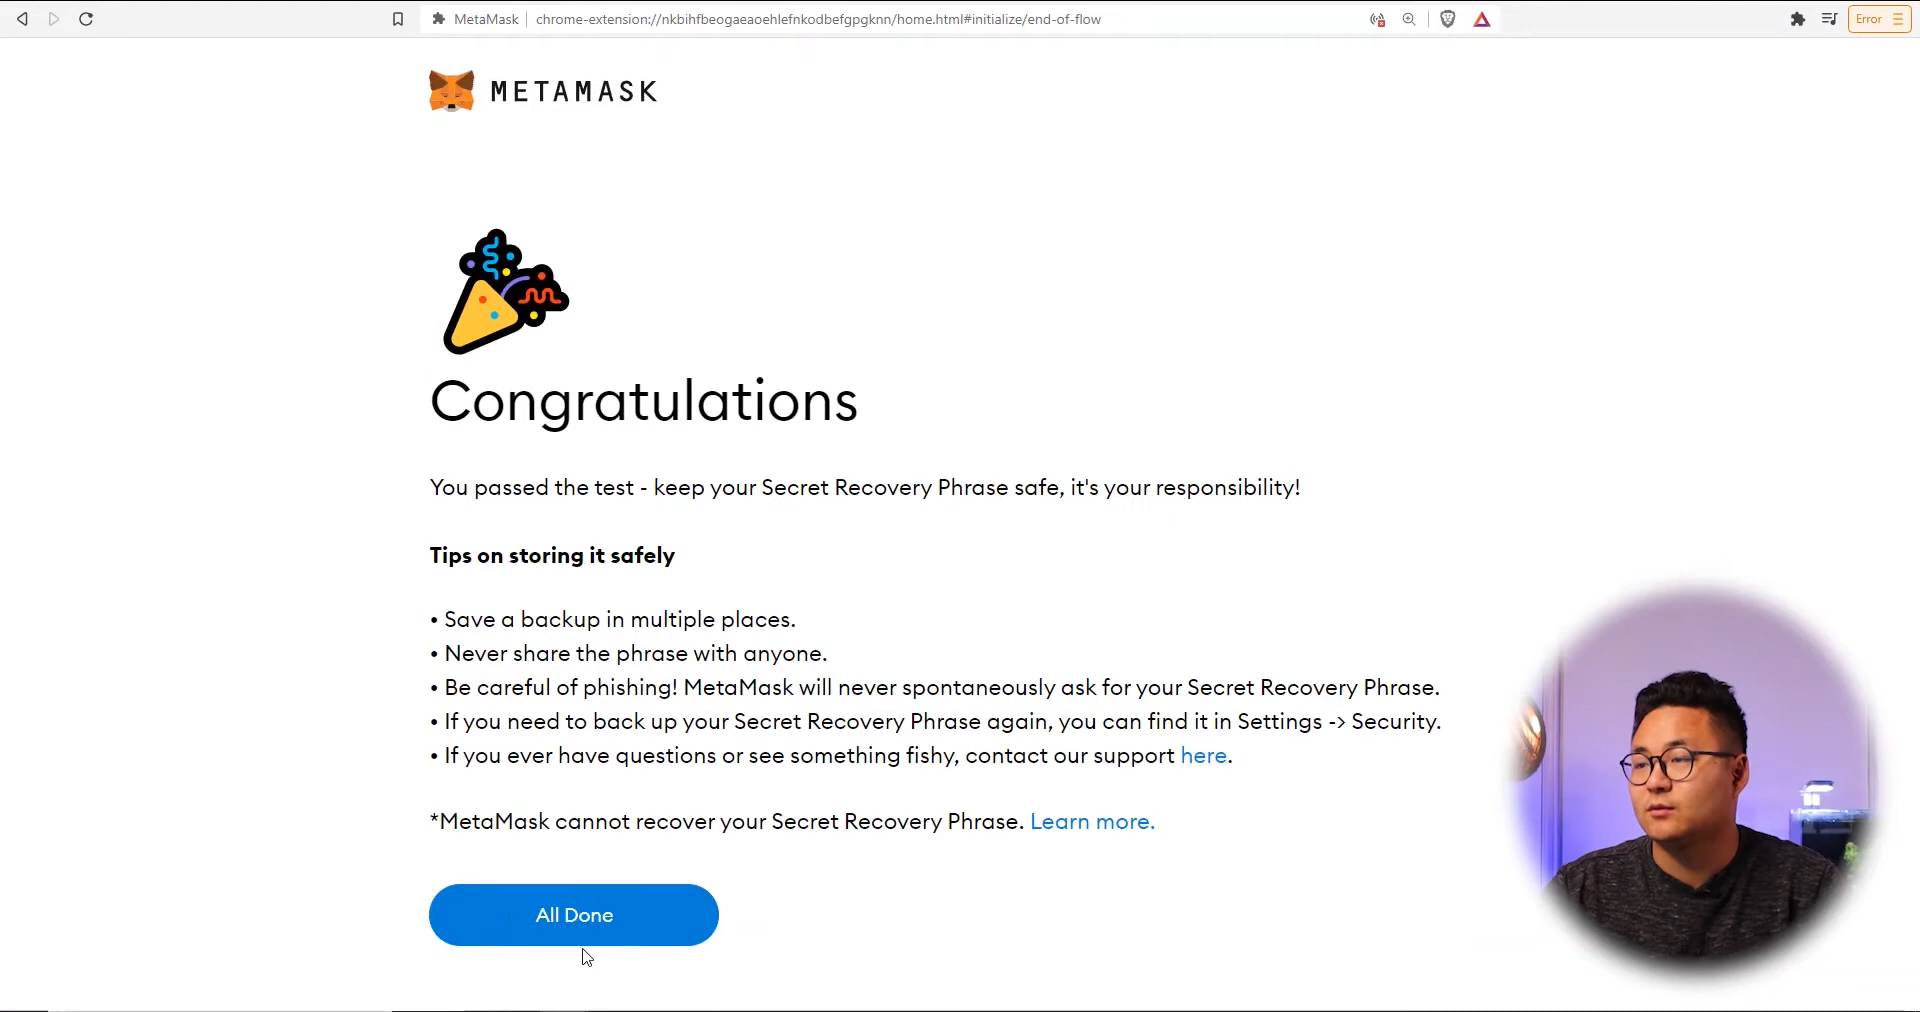 MetaMask
chrome-extension://nkbihfbeogaeaoehlefnkodbefgpgknn/home.html#initialize/end-of-flow
Error
METAMASK
Congratulations
You passed the test - keep your Secret Recovery Phrase safe, it's your responsibility!
Tips on storing it safely
• Save a backup in multiple places.
• Never share the phrase with anyone.
• Be careful of phishing! MetaMask will never spontaneously ask for your Secret Recovery Phrase.
• If you need to back up your Secret Recovery Phrase again, you can find it in Settings -> Security.
• If you ever have questions or see something fishy, contact our support here.
*MetaMask cannot recover your Secret Recovery Phrase. Learn more.
All Done